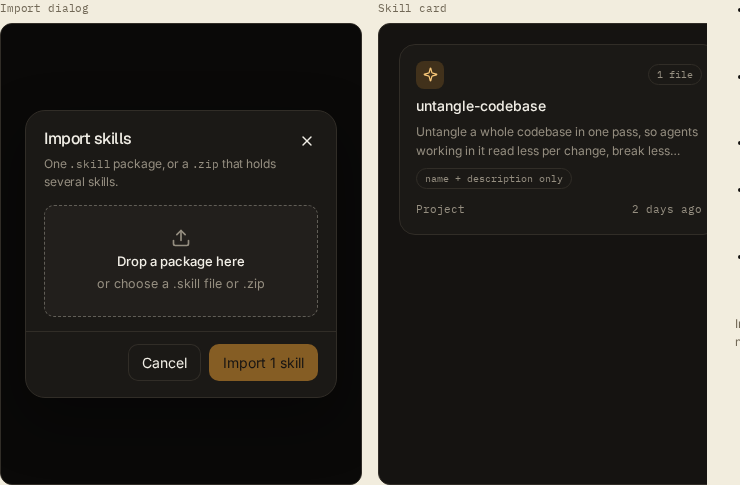 Import dialog
Import skills
One .skill package, or a .zip that holds
several skills.
Drop a package here
or choose a .skill file or .zip
Cancel
Import 1 skill
Skill card
1 file
untangle-codebase
Untangle a whole codebase in one pass, so agents
working in it read less per change, break less…
name + description only
Project
2 days ago